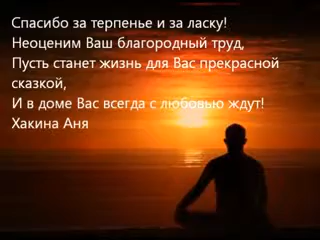 Спасибо за терпенье и за ласку!
Неоценим Ваш благородный труд,
Пусть станет жизнь для Вас прекрасной
сказкой,
И в доме Вас всегда с любовью ждут!
Хакина Аня